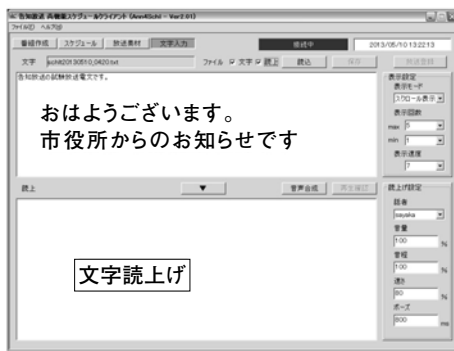 告知放送 再機能スケジュールクライアント (Ann4Schl - Ver2.01)
ファイル(F) ヘルプ(H)
番組作成 スケジュール 放送素材 文字入力 接続中 2013/05/10 13:22:13
文字 schl20130510_0420.txt ファイル 文字 読上 読込 保存 放送登録
告知放送の試験放送電文です。
おはようございます。
市役所からのお知らせです
表示設定
表示モード
スクロール表示
表示回数
max 5
min 1
表示速度
7
読上 ▼ 音声合成 再生確認
文字読上げ
読上げ設定
話者
sayaka
音量
100 %
音程
100 %
速さ
80 %
ポーズ
800 ms